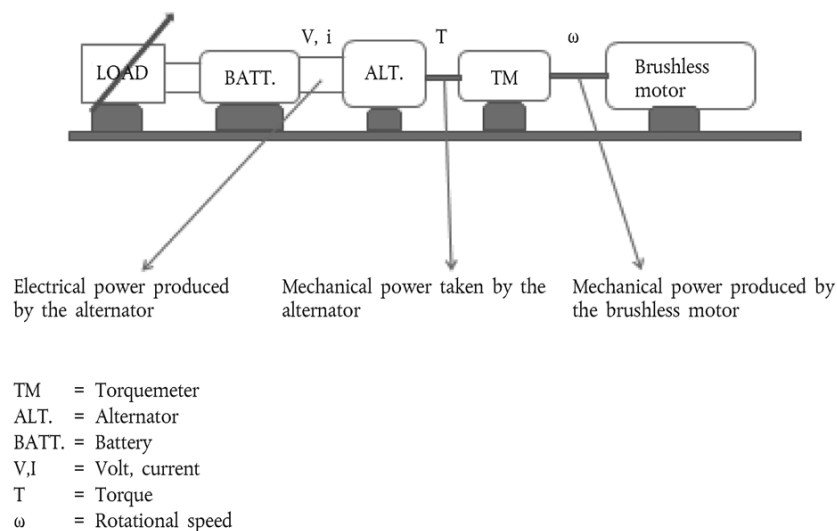 V, i
T
ω
LOAD
BATT.
ALT.
TM
Brushless
motor
Electrical power produced
by the alternator
Mechanical power taken by the
alternator
Mechanical power produced by
the brushless motor
TM = Torquemeter
ALT. = Alternator
BATT. = Battery
V,I = Volt, current
T = Torque
ω = Rotational speed